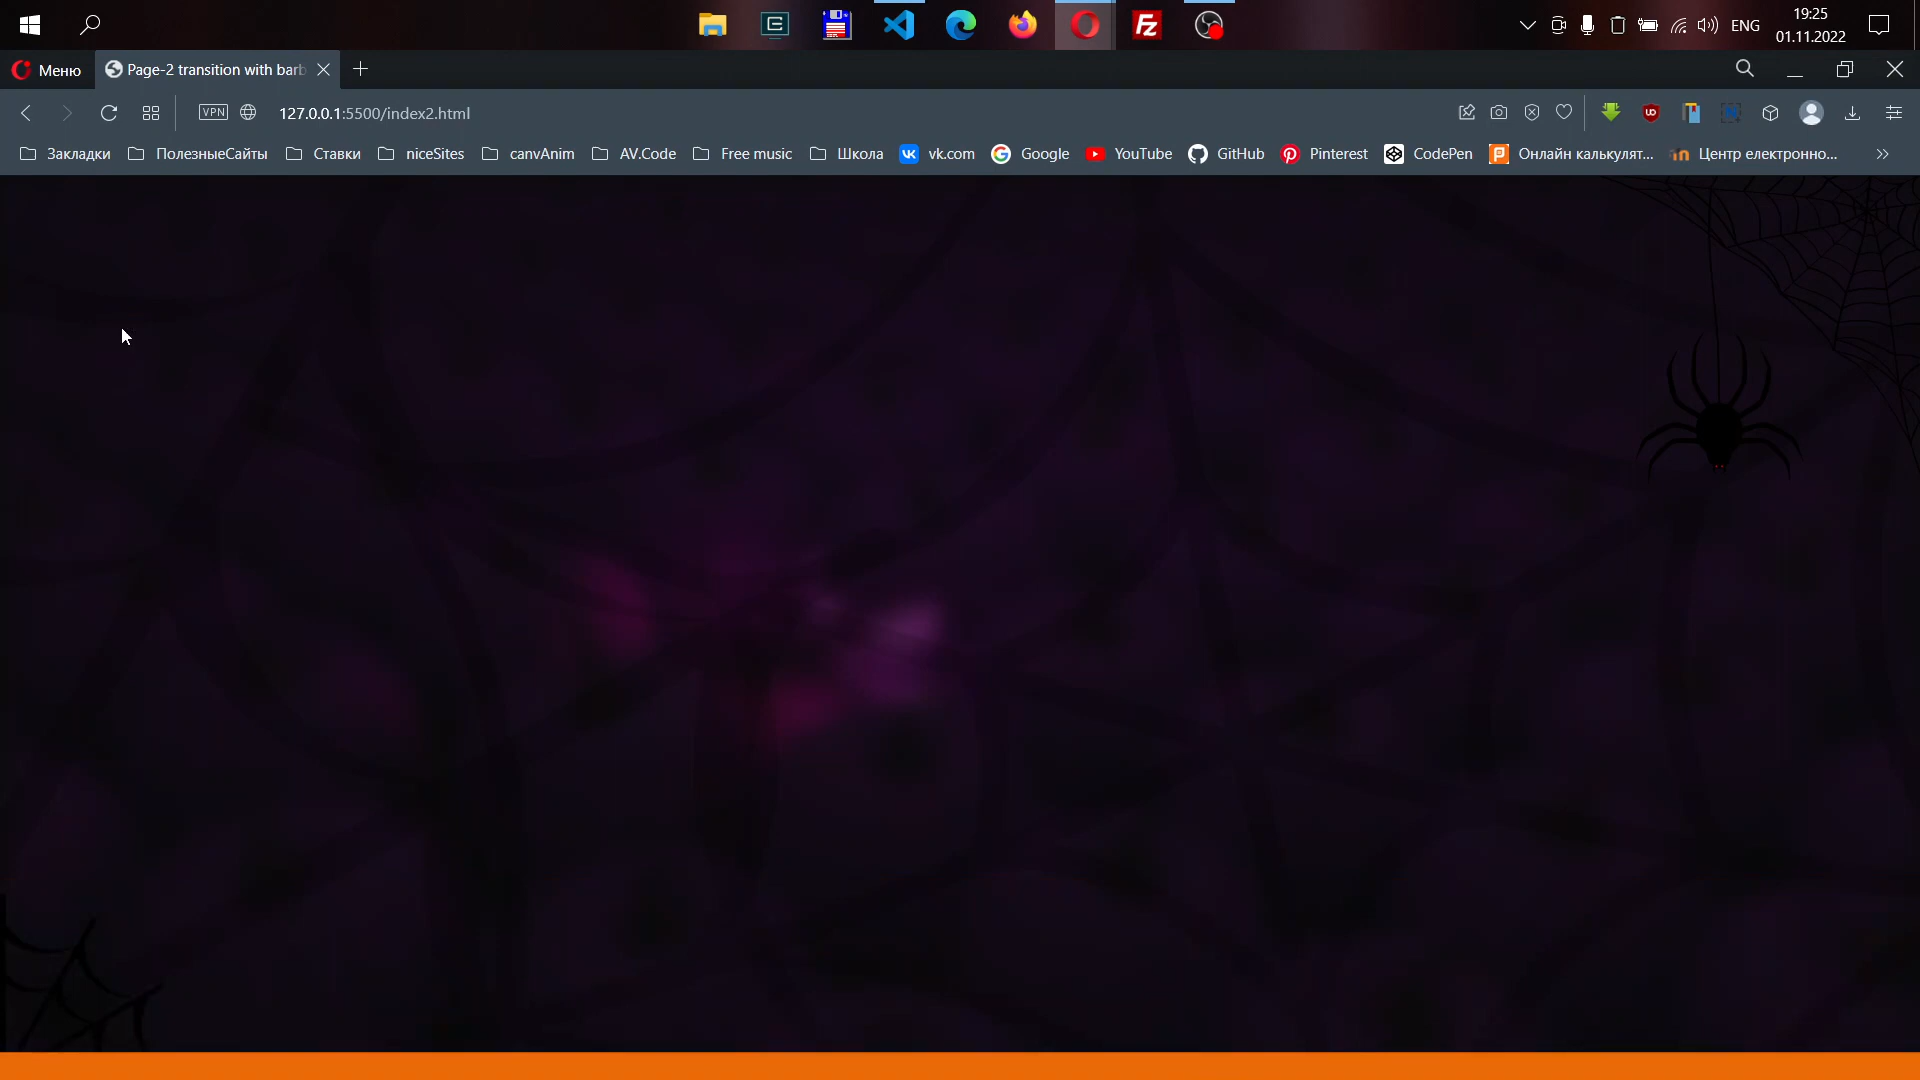 ENG
19:25
01.11.2022
Меню
Page-2 transition with barb
VPN
127.0.0.1:5500/index2.html
Закладки ПолезныеСайты Ставки niceSites canvAnim AV.Code Free music Школа vk.com Google YouTube GitHub Pinterest CodePen Онлайн калькулят... Центр електронно...